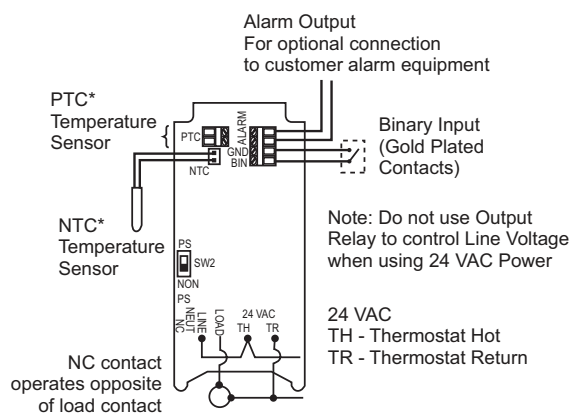 Alarm Output
For optional connection
to customer alarm equipment
PTC*
Temperature
Sensor
PTC
ALARM
GND
BIN
NTC
Binary Input
(Gold Plated
Contacts)
NTC*
Temperature
Sensor
Note: Do not use Output
Relay to control Line Voltage
when using 24 VAC Power
PS
SW2
NON
PS
NC
NEUT
LINE
LOAD
24 VAC
TH
TR
24 VAC
TH - Thermostat Hot
TR - Thermostat Return
NC contact
operates opposite
of load contact